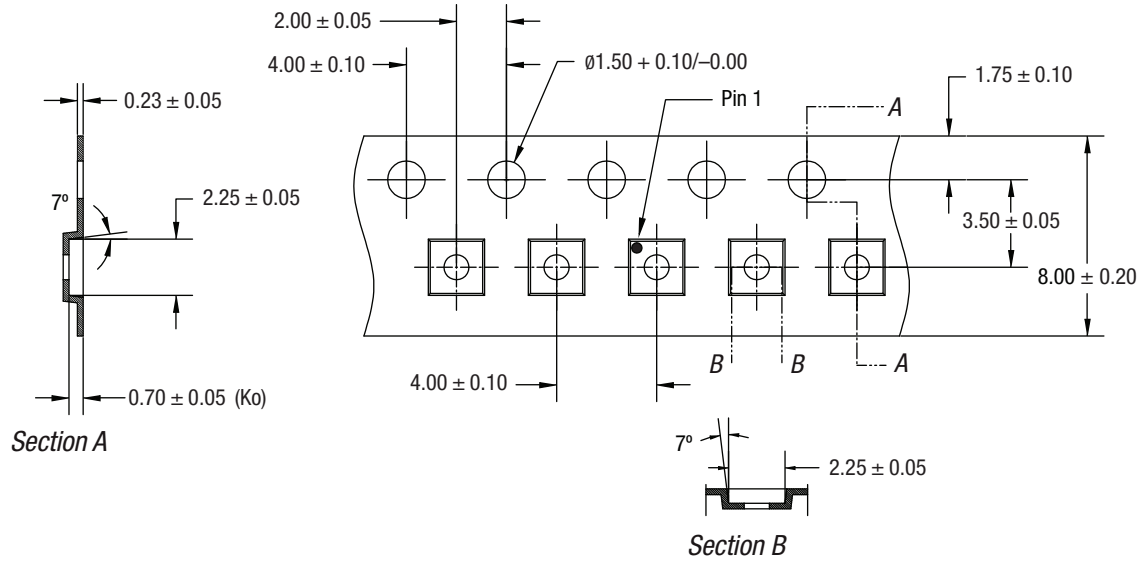 2.00 ± 0.05
4.00 ± 0.10
Ø1.50 + 0.10/–0.00
1.75 ± 0.10
0.23 ± 0.05
Pin 1
A
7º
2.25 ± 0.05
3.50 ± 0.05
8.00 ± 0.20
B
B
A
4.00 ± 0.10
0.70 ± 0.05 (Ko)
Section A
7º
2.25 ± 0.05
Section B